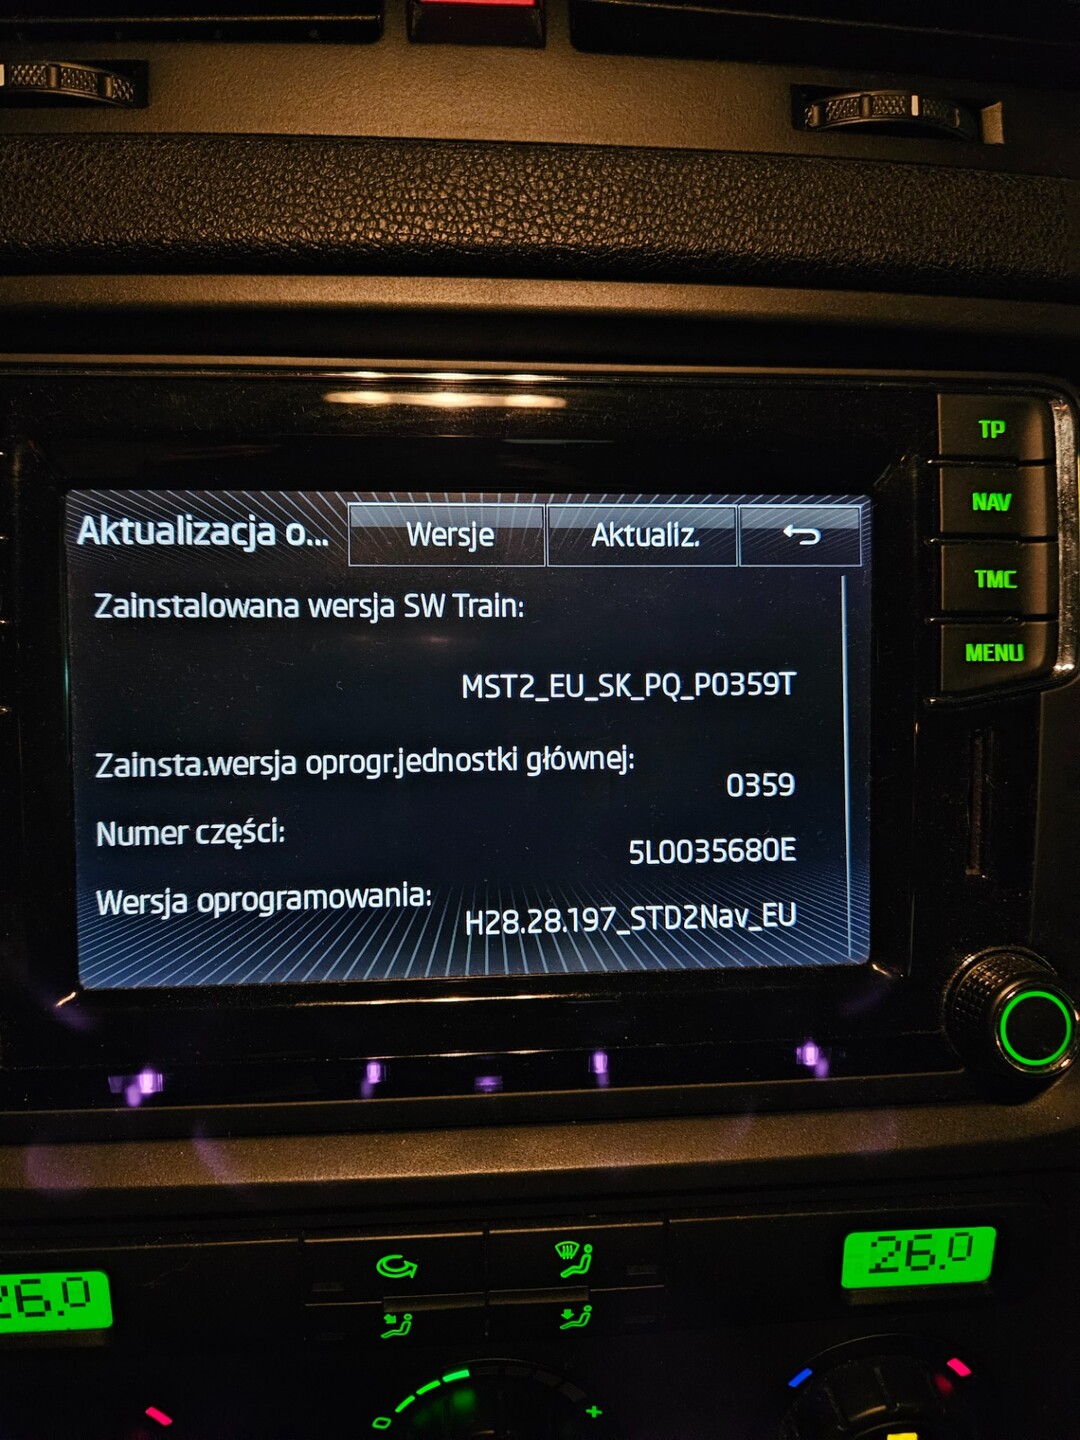 TP
Aktualizacja o...
Wersje
Aktualiz.
NAV
Zainstalowana wersja SW Train:
TMC
MENU
MST2_EU_SK_PQ_P0359T
Zainsta.wersja oprogr.jednostki głównej:
0359
Numer części:
5L0035680E
Wersja oprogramowania:
H28.28.197_STD2Nav_EU
26.0
26.0